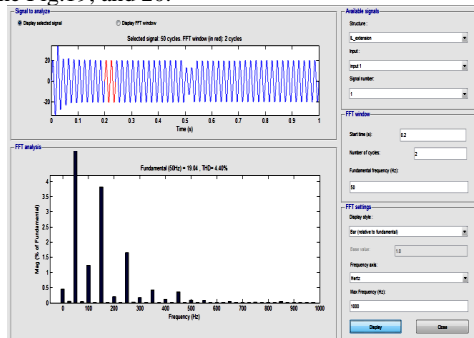 the Fig.19, and 20.
Signal to analyze
Display selected signal
Display FFT window
Selected signal: 50 cycles. FFT window (in red): 2 cycles
20
0
-20
0 0.1 0.2 0.3 0.4 0.5 0.6 0.7 0.8 0.9 1
Time (s)
FFT analysis
Fundamental (50Hz) = 19.64 , THD= 4.40%
Mag (% of Fundamental)
4
3.5
3
2.5
2
1.5
1
0.5
0
0 100 200 300 400 500 600 700 800 900 1000
Frequency (Hz)
Available signals
Structure :
IL_extension
Input :
input 1
Signal number:
1
FFT window
Start time (s):
0.2
Number of cycles:
2
Fundamental frequency (Hz):
50
FFT settings
Display style :
Bar (relative to fundamental)
Base value:
1.0
Frequency axis:
Hertz
Max Frequency (Hz):
1000
Display
Close